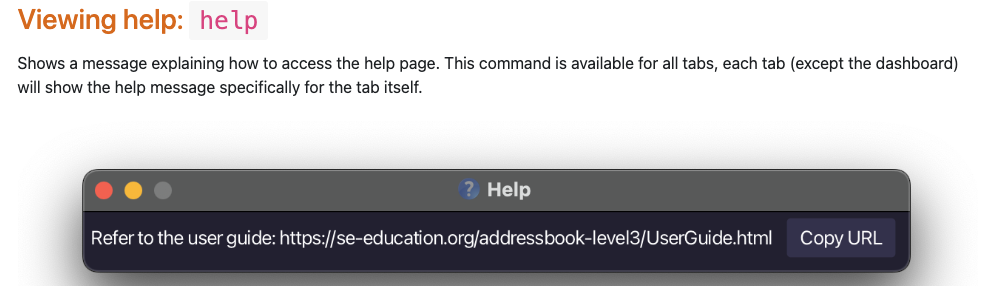 Viewing help: help
Shows a message explaining how to access the help page. This command is available for all tabs, each tab (except the dashboard)
will show the help message specifically for the tab itself.
? Help
Refer to the user guide: https://se-education.org/addressbook-level3/UserGuide.html Copy URL